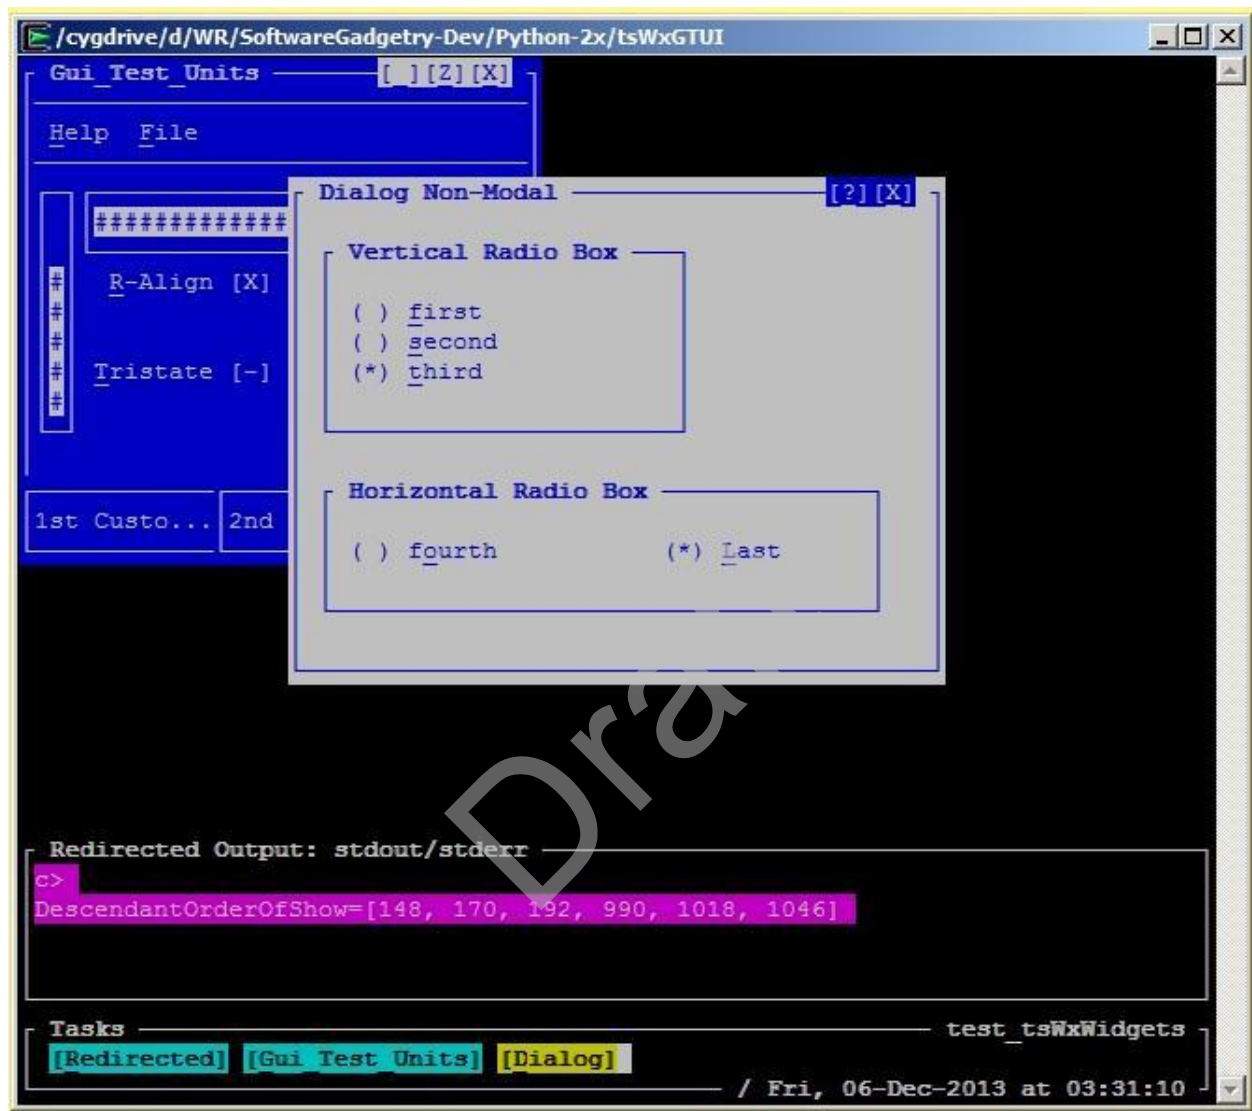 /cygdrive/d/WR/SoftwareGadgetry-Dev/Python-2x/tsWxGTUI
Gui_Test_Units [_][Z][X]
Help File
#############
R-Align [X]
#
#
#
#
#
Tristate [-]
1st Custo... 2nd
Dialog Non-Modal [?][X]
Vertical Radio Box
( ) first
( ) second
(*) third
Horizontal Radio Box
( ) fourth (*) Last
Redirected Output: stdout/stderr
c>
DescendantOrderOfShow=[148, 170, 192, 990, 1018, 1046]
Tasks test_tsWxWidgets
[Redirected] [Gui_Test_Units] [Dialog]
/ Fri, 06-Dec-2013 at 03:31:10
Dra